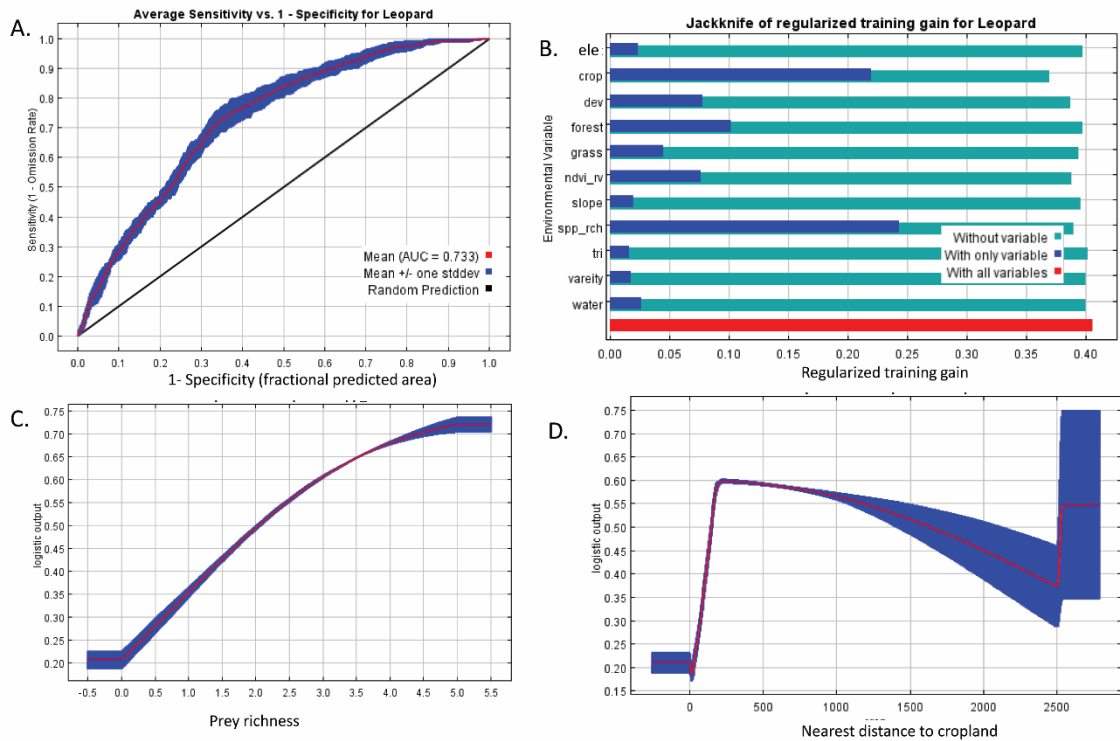 A.
Average Sensitivity vs. 1 - Specificity for Leopard
1.0
0.9
0.8
0.7
0.6
0.5
0.4
0.3
0.2
0.1
0.0
Sensitivity (1 - Omission Rate)
Mean (AUC = 0.733)
Mean +/- one stddev
Random Prediction
0.0 0.1 0.2 0.3 0.4 0.5 0.6 0.7 0.8 0.9 1.0
1- Specificity (fractional predicted area)
B.
Jackknife of regularized training gain for Leopard
Environmental Variable
ele
crop
dev
forest
grass
ndvi_rv
slope
spp_rch
tri
vareity
water
Without variable
With only variable
With all variables
0.00 0.05 0.10 0.15 0.20 0.25 0.30 0.35 0.40
Regularized training gain
C.
0.75
0.70
0.65
0.60
0.55
0.50
0.45
0.40
0.35
0.30
0.25
0.20
logistic output
-0.5 0.0 0.5 1.0 1.5 2.0 2.5 3.0 3.5 4.0 4.5 5.0 5.5
Prey richness
D.
0.75
0.70
0.65
0.60
0.55
0.50
0.45
0.40
0.35
0.30
0.25
0.20
0.15
logistic output
0 500 1000 1500 2000 2500
Nearest distance to cropland